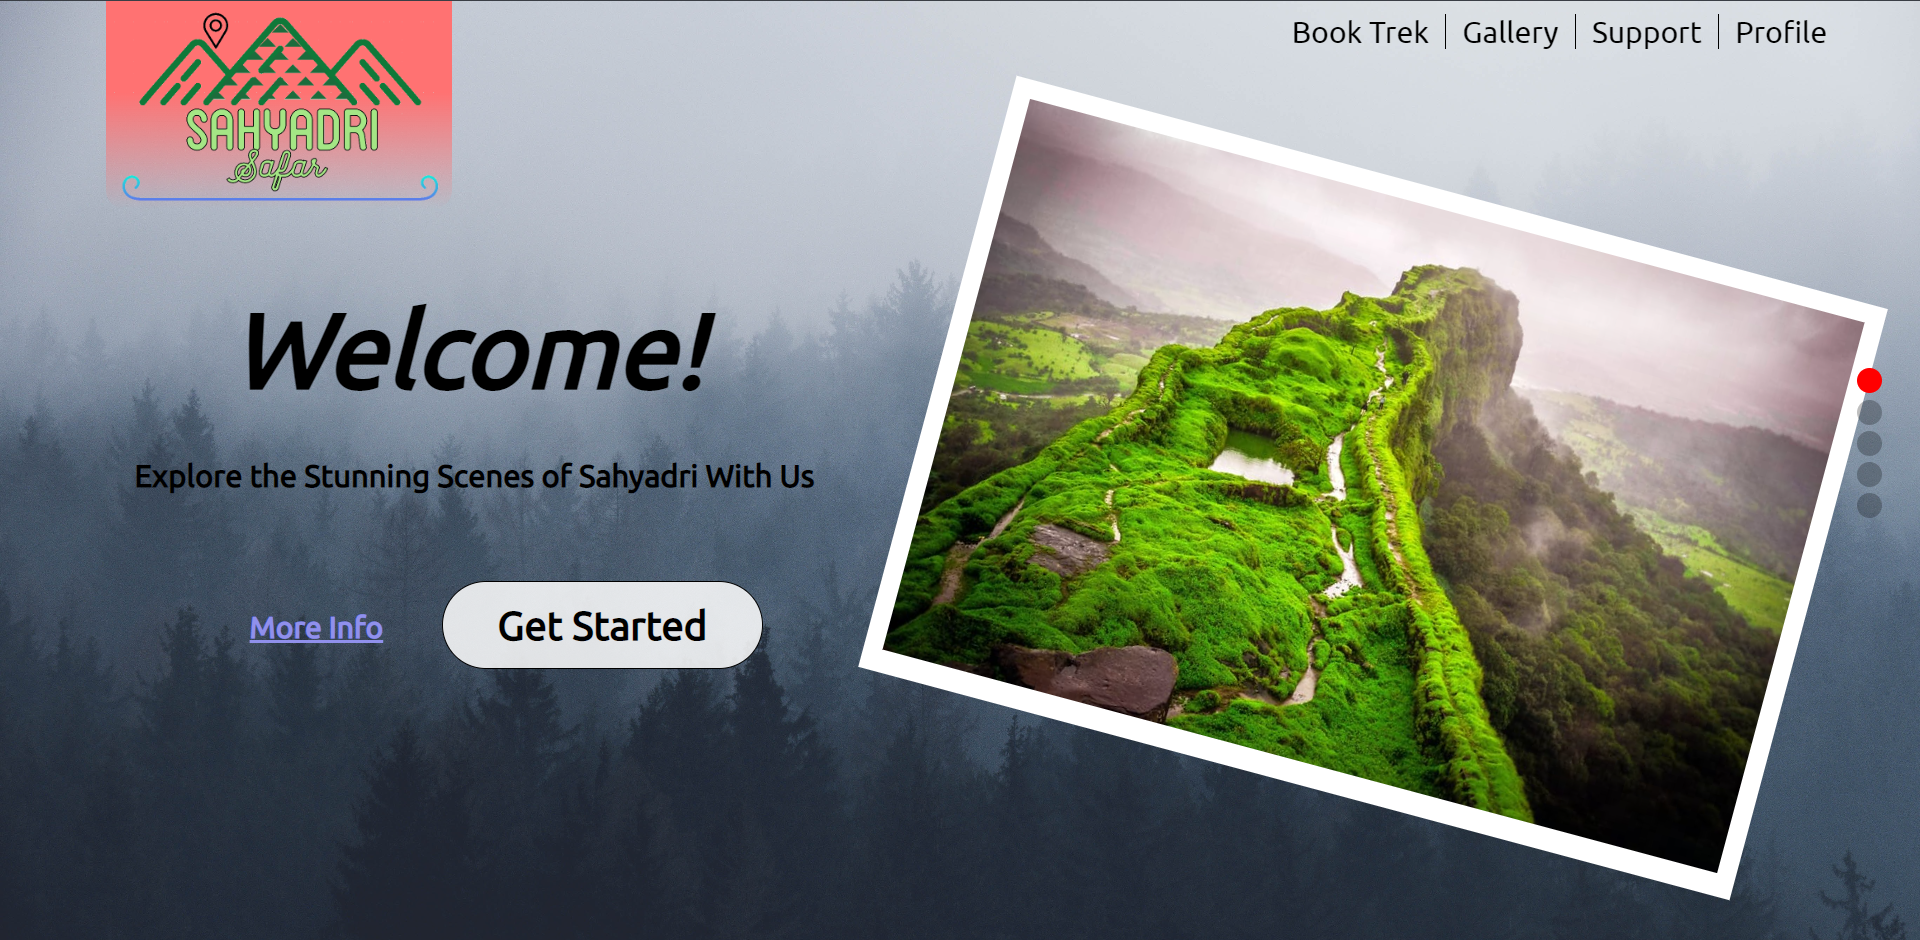 SAHYADRI
Safar
Book Trek
Gallery
Support
Profile
Welcome!
Explore the Stunning Scenes of Sahyadri With Us
More Info
Get Started